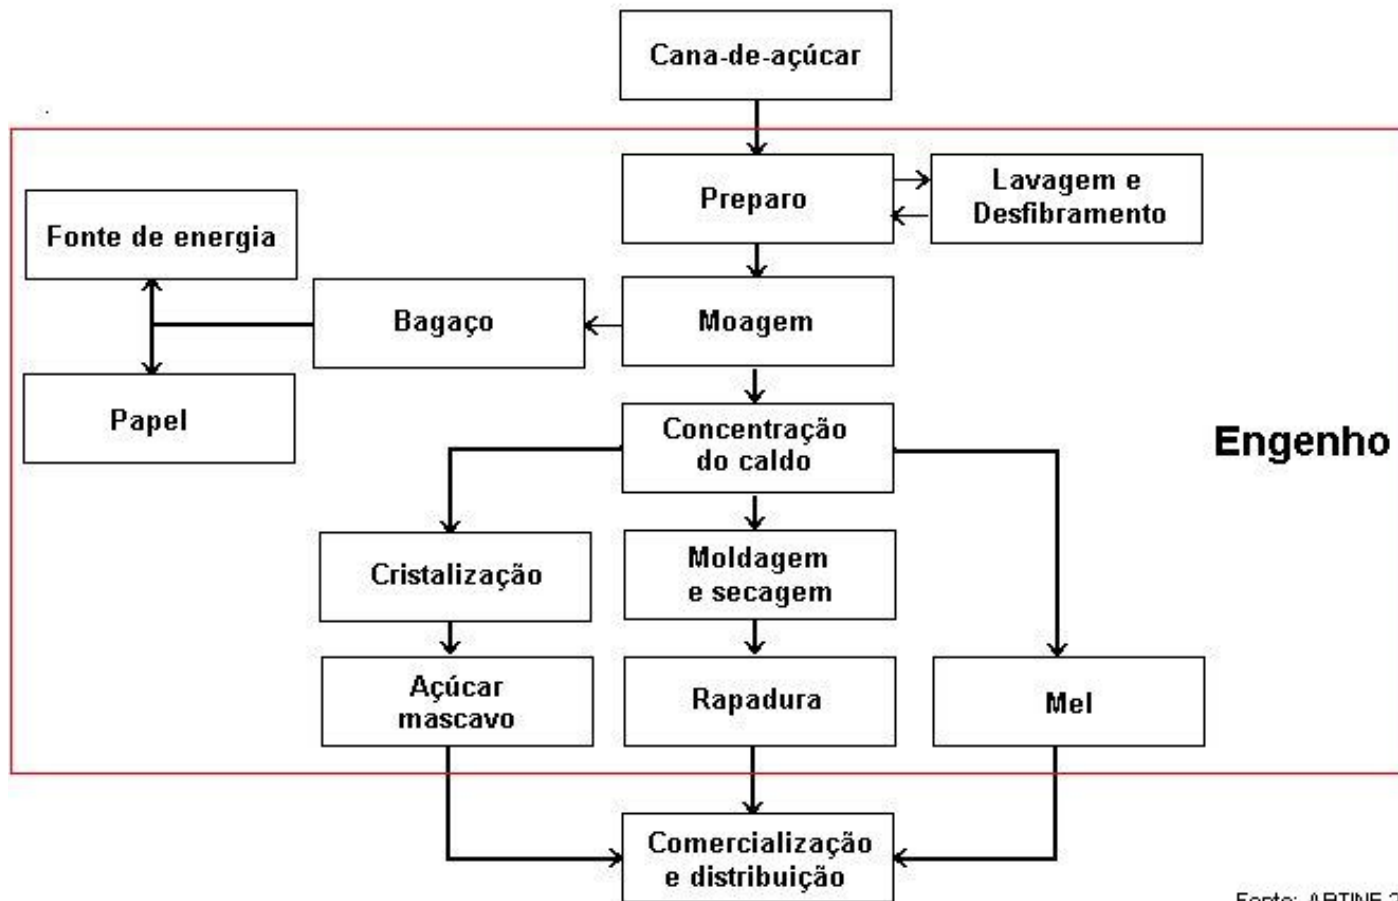 Cana-de-açúcar
Preparo
Lavagem e
Desfibramento
Fonte de energia
Bagaço
Moagem
Papel
Concentração
do caldo
Engenho
Cristalização
Moldagem
e secagem
Açúcar
mascavo
Rapadura
Mel
Comercialização
e distribuição
Fonte: